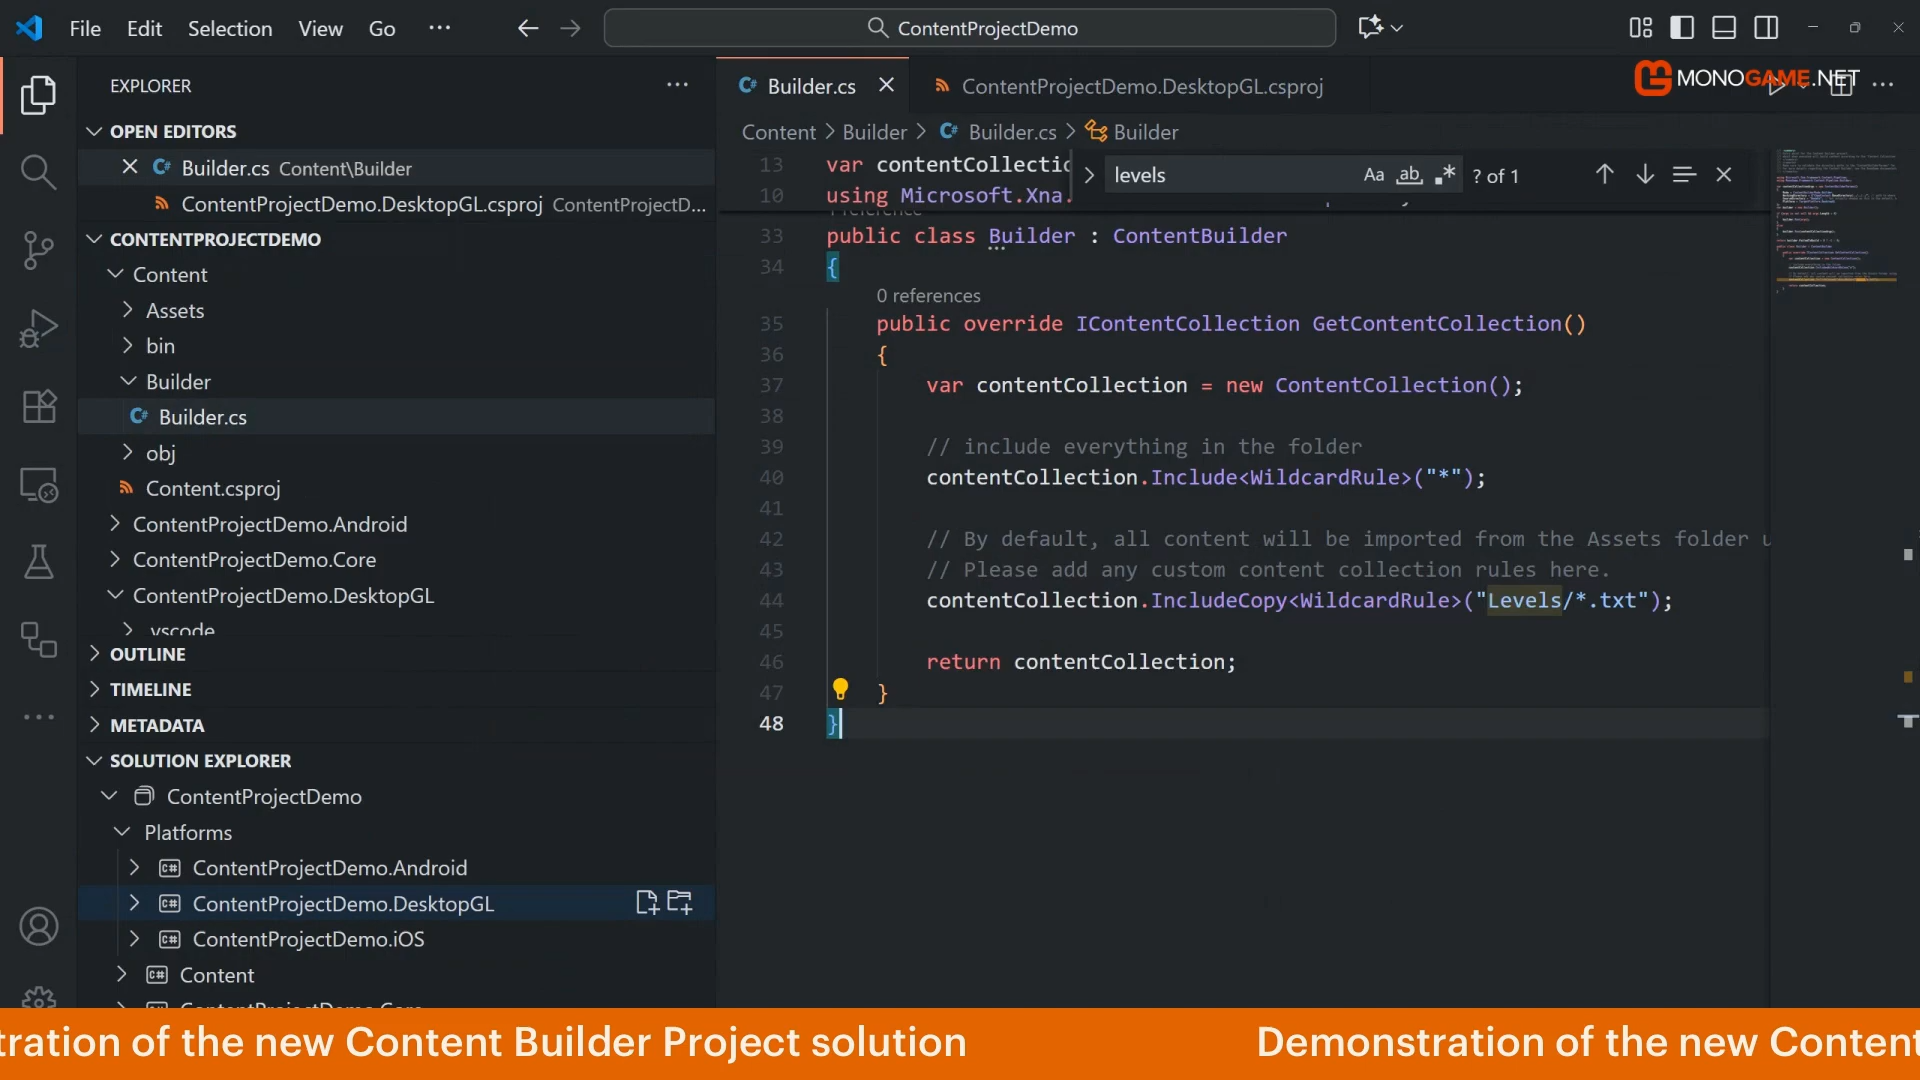 File Edit Selection View Go ··· ContentProjectDemo
MONOGAME.NET
EXPLORER
OPEN EDITORS
Builder.cs Content\Builder
ContentProjectDemo.DesktopGL.csproj ContentProjectD...
CONTENTPROJECTDEMO
Content
Assets
bin
Builder
Builder.cs
obj
Content.csproj
ContentProjectDemo.Android
ContentProjectDemo.Core
ContentProjectDemo.DesktopGL
.vscode
OUTLINE
TIMELINE
METADATA
SOLUTION EXPLORER
ContentProjectDemo
Platforms
ContentProjectDemo.Android
ContentProjectDemo.DesktopGL
ContentProjectDemo.iOS
Content
ContentProjectDemo.Core
Builder.cs ContentProjectDemo.DesktopGL.csproj
Content > Builder > Builder.cs > Builder
levels Aa ab .* ? of 1
13 var contentCollectio
10 using Microsoft.Xna.
33 public class Builder : ContentBuilder
34 {
0 references
35 public override IContentCollection GetContentCollection()
36 {
37 var contentCollection = new ContentCollection();
38
39 // include everything in the folder
40 contentCollection.Include<WildcardRule>("*");
41
42 // By default, all content will be imported from the Assets folder u
43 // Please add any custom content collection rules here.
44 contentCollection.IncludeCopy<WildcardRule>("Levels/*.txt");
45
46 return contentCollection;
47 }
48 }
tration of the new Content Builder Project solution Demonstration of the new Content